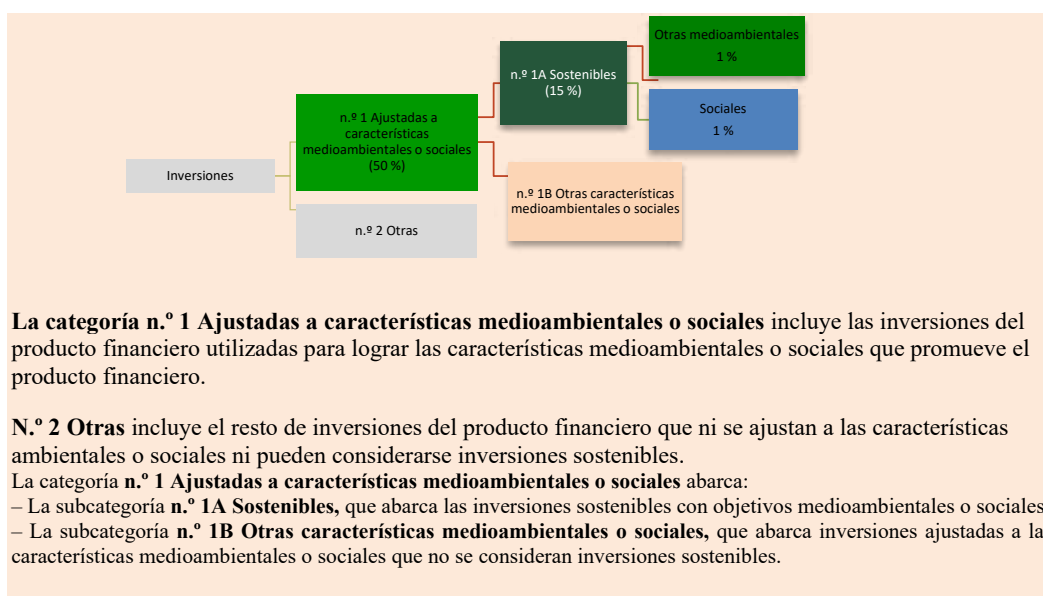 Otras medioambientales
1 %
n.º 1A Sostenibles
(15 %)
Sociales
1 %
n.º 1 Ajustadas a
características
medioambientales o sociales
(50 %)
Inversiones
n.º 1B Otras características
medioambientales o sociales
n.º 2 Otras
La categoría n.º 1 Ajustadas a características medioambientales o sociales incluye las inversiones del
producto financiero utilizadas para lograr las características medioambientales o sociales que promueve el
producto financiero.
N.º 2 Otras incluye el resto de inversiones del producto financiero que ni se ajustan a las características
ambientales o sociales ni pueden considerarse inversiones sostenibles.
La categoría n.º 1 Ajustadas a características medioambientales o sociales abarca:
– La subcategoría n.º 1A Sostenibles, que abarca las inversiones sostenibles con objetivos medioambientales o sociales
– La subcategoría n.º 1B Otras características medioambientales o sociales, que abarca inversiones ajustadas a la
características medioambientales o sociales que no se consideran inversiones sostenibles.